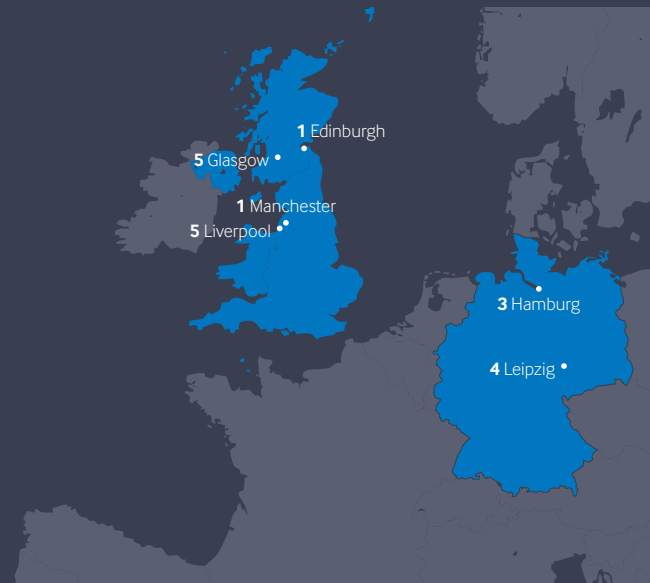 1 Edinburgh
5 Glasgow
1 Manchester
5 Liverpool
3 Hamburg
4 Leipzig